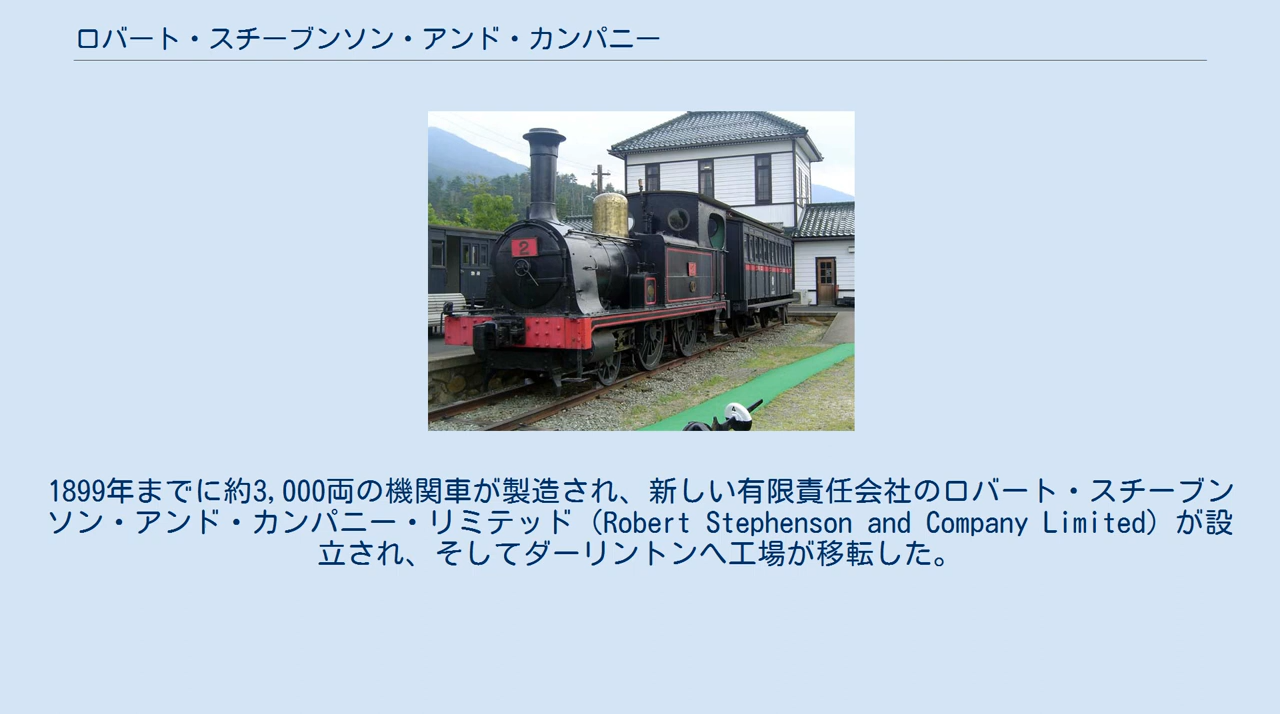 ロバート・スチーブンソン・アンド・カンパニー
2
1899年までに約3,000両の機関車が製造され、新しい有限責任会社のロバート・スチーブン
ソン・アンド・カンパニー・リミテッド（Robert Stephenson and Company Limited）が設
立され、そしてダーリントンへ工場が移転した。